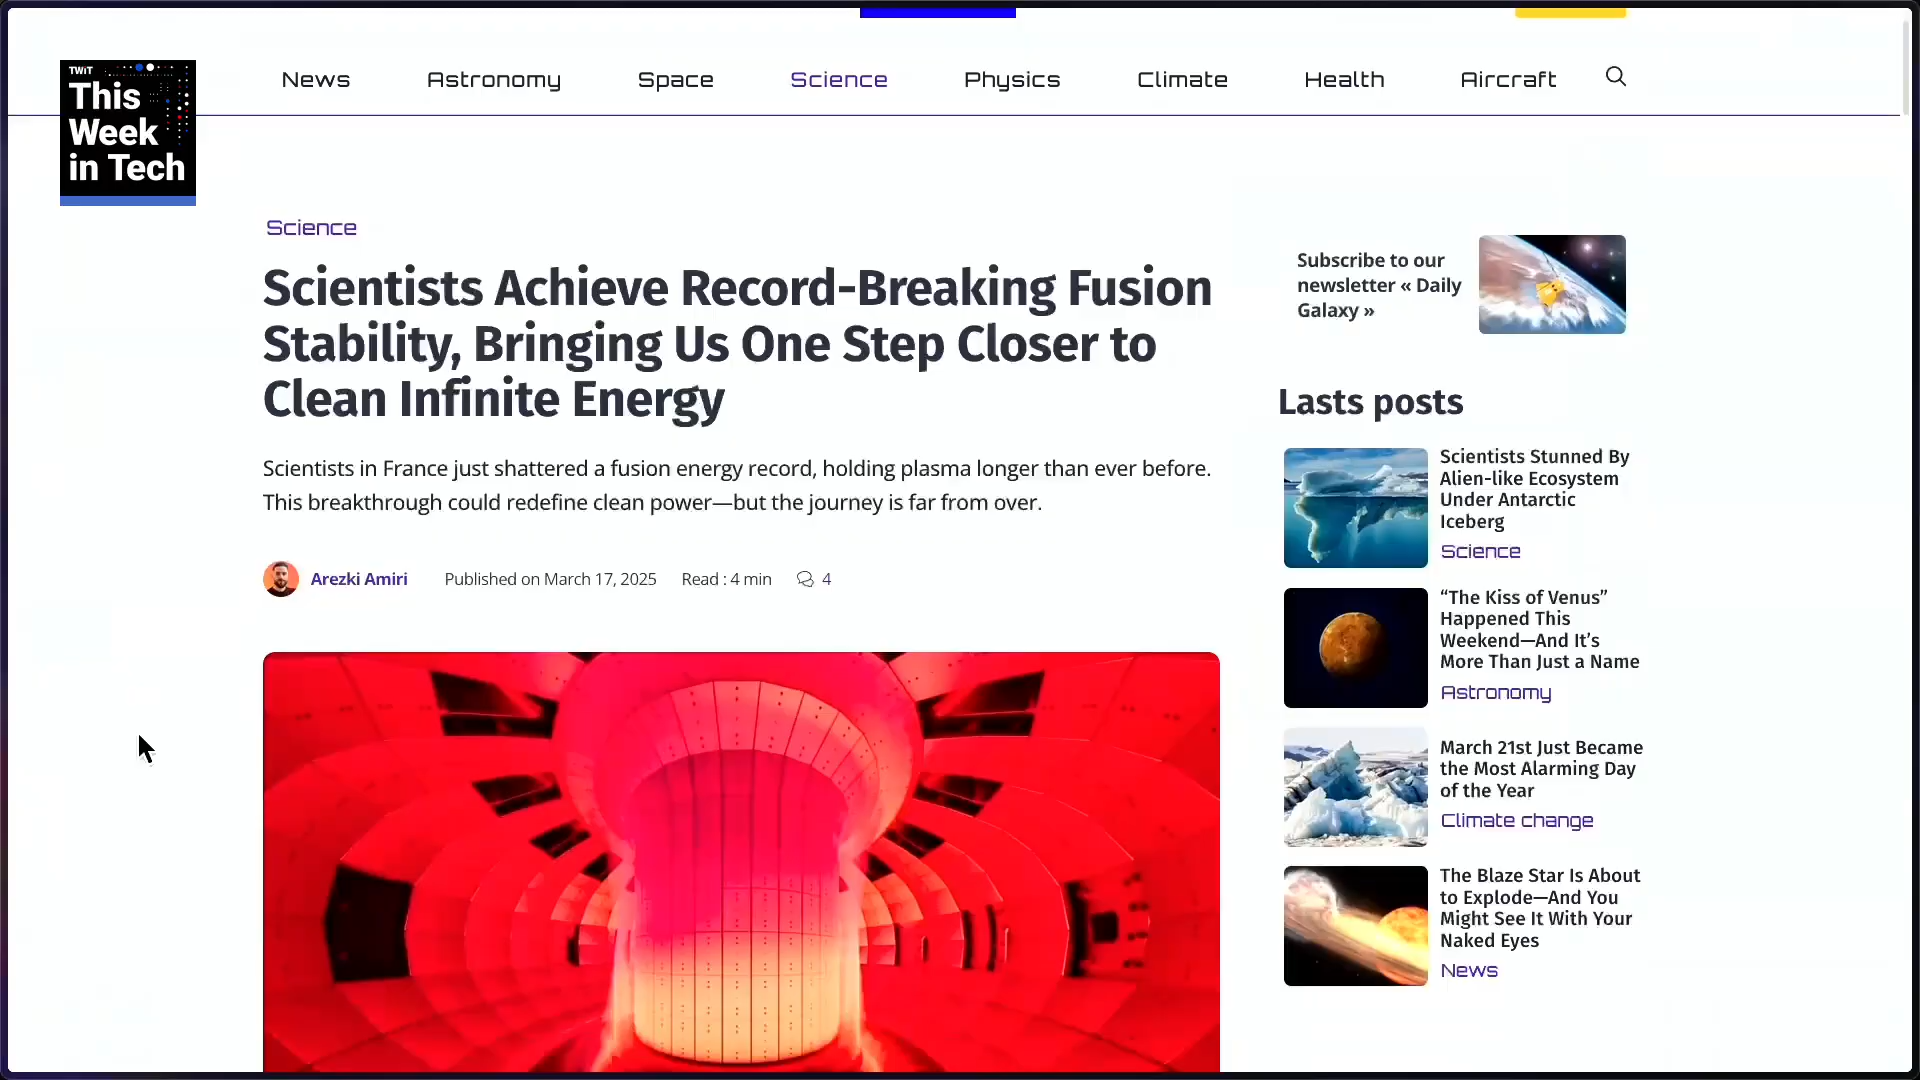 TWiT
This
Week
in Tech
News
Astronomy
Space
Science
Physics
Climate
Health
Aircraft
Science
Scientists Achieve Record-Breaking Fusion
Stability, Bringing Us One Step Closer to
Clean Infinite Energy
Scientists in France just shattered a fusion energy record, holding plasma longer than ever before.
This breakthrough could redefine clean power—but the journey is far from over.
Arezki Amiri
Published on March 17, 2025
Read : 4 min
4
Subscribe to our
newsletter « Daily
Galaxy »
Lasts posts
Scientists Stunned By
Alien-like Ecosystem
Under Antarctic
Iceberg
Science
“The Kiss of Venus”
Happened This
Weekend—And It’s
More Than Just a Name
Astronomy
March 21st Just Became
the Most Alarming Day
of the Year
Climate change
The Blaze Star Is About
to Explode—And You
Might See It With Your
Naked Eyes
News